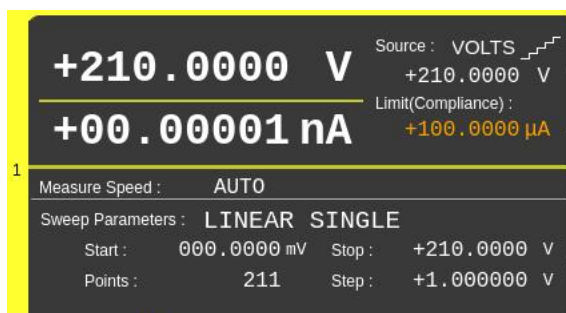 +210.0000 V
Source : VOLTS
+210.0000 V
+00.00001 nA
Limit(Compliance) :
+100.0000 µA
1
Measure Speed : AUTO
Sweep Parameters : LINEAR SINGLE
Start : 000.0000 mV Stop : +210.0000 V
Points : 211 Step : +1.000000 V